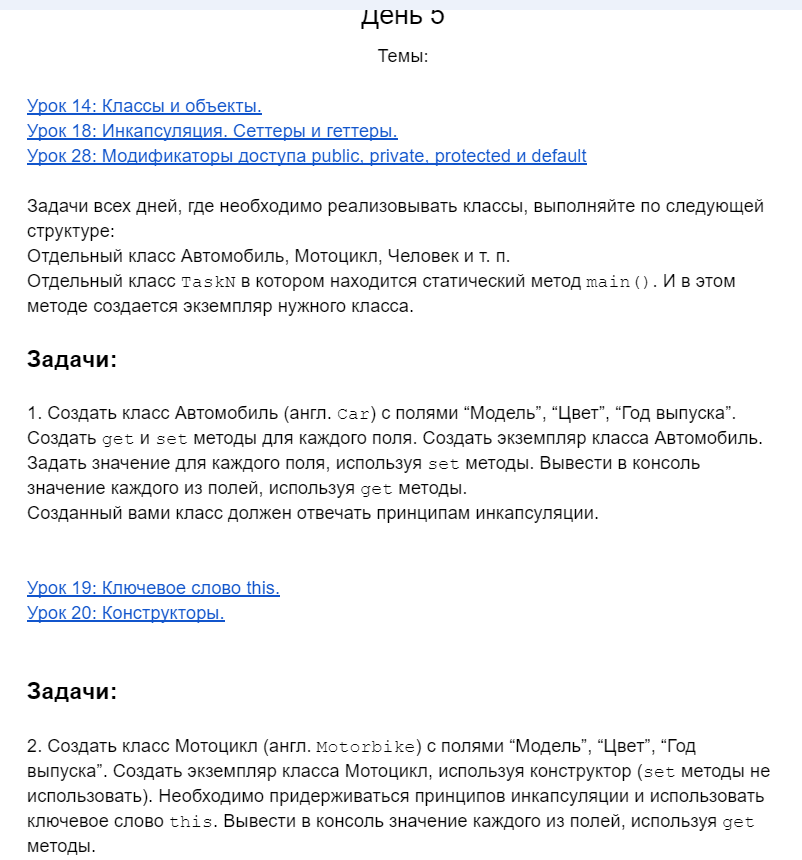 День 5
Темы:
Урок 14: Классы и объекты.
Урок 18: Инкапсуляция. Сеттеры и геттеры.
Урок 28: Модификаторы доступа public, private, protected и default
Задачи всех дней, где необходимо реализовывать классы, выполняйте по следующей
структуре:
Отдельный класс Автомобиль, Мотоцикл, Человек и т. п.
Отдельный класс TaskN в котором находится статический метод main(). И в этом
методе создается экземпляр нужного класса.
Задачи:
1. Создать класс Автомобиль (англ. Car) с полями “Модель”, “Цвет”, “Год выпуска”.
Создать get и set методы для каждого поля. Создать экземпляр класса Автомобиль.
Задать значение для каждого поля, используя set методы. Вывести в консоль
значение каждого из полей, используя get методы.
Созданный вами класс должен отвечать принципам инкапсуляции.
Урок 19: Ключевое слово this.
Урок 20: Конструкторы.
Задачи:
2. Создать класс Мотоцикл (англ. Motorbike) с полями “Модель”, “Цвет”, “Год
выпуска”. Создать экземпляр класса Мотоцикл, используя конструктор (set методы не
использовать). Необходимо придерживаться принципов инкапсуляции и использовать
ключевое слово this. Вывести в консоль значение каждого из полей, используя get
методы.